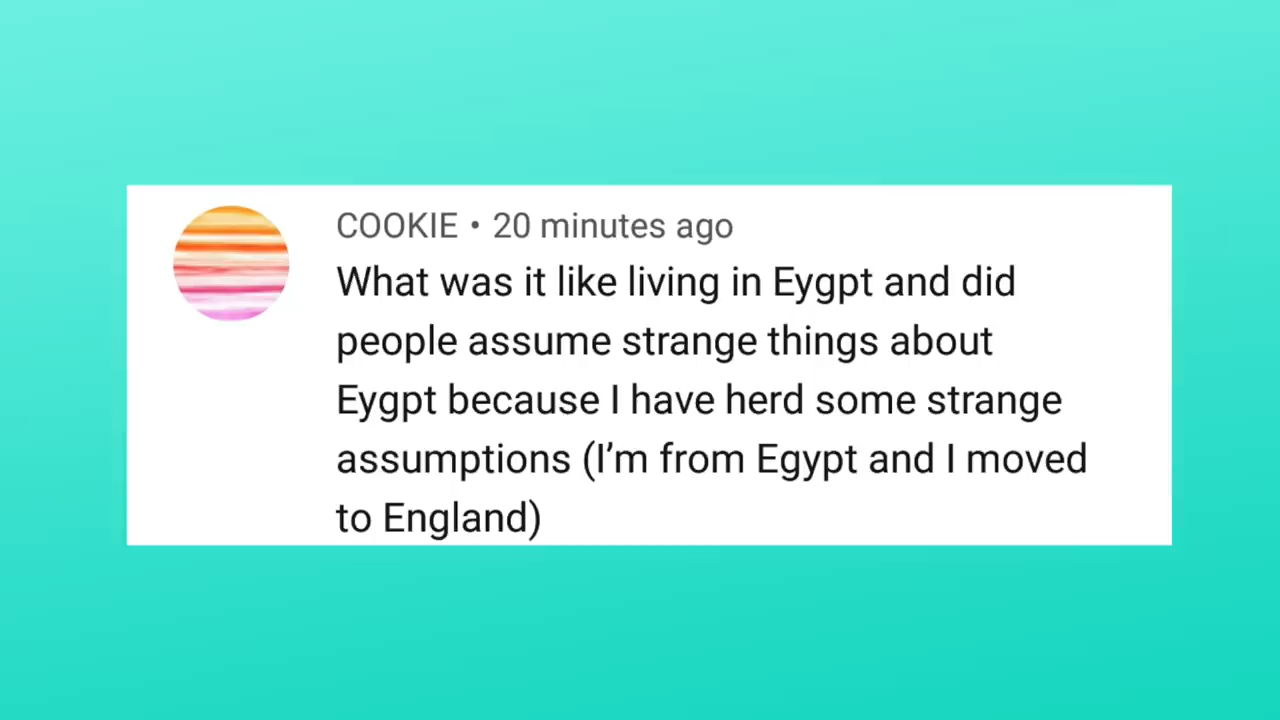 COOKIE • 20 minutes ago
What was it like living in Eygpt and did
people assume strange things about
Eygpt because I have herd some strange
assumptions (I’m from Egypt and I moved
to England)